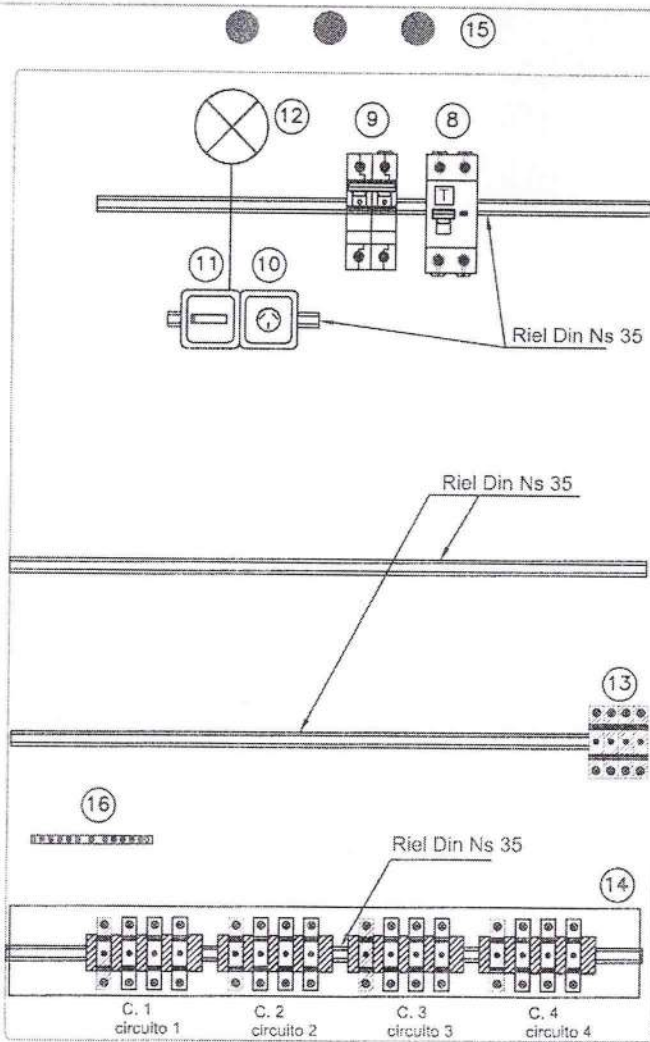 15
12
9
8
T
11
10
Riel Din Ns 35
Riel Din Ns 35
13
16
Riel Din Ns 35
14
C. 1
circuito 1
C. 2
circuito 2
C. 3
circuito 3
C. 4
circuito 4